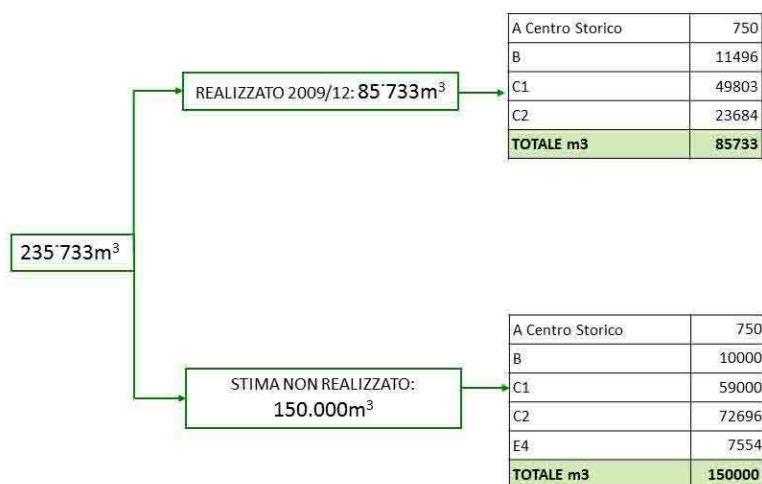 A Centro Storico 750
B 11496
C1 49803
C2 23684
TOTALE m3 85733
REALIZZATO 2009/12: 85˙733m³
235˙733m³
STIMA NON REALIZZATO:
150.000m³
A Centro Storico 750
B 10000
C1 59000
C2 72696
E4 7554
TOTALE m3 150000